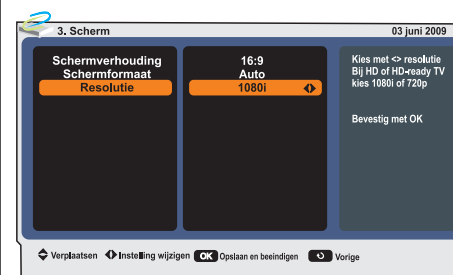 3. Scherm
03 juni 2009
Schermverhouding 16:9
Schermformaat Auto
Resolutie 1080i
Kies met <> resolutie
Bij HD of HD-ready TV
kies 1080i of 720p
Bevestig met OK
Verplaatsen Instelling wijzigen OK Opslaan en beeindigen Vorige